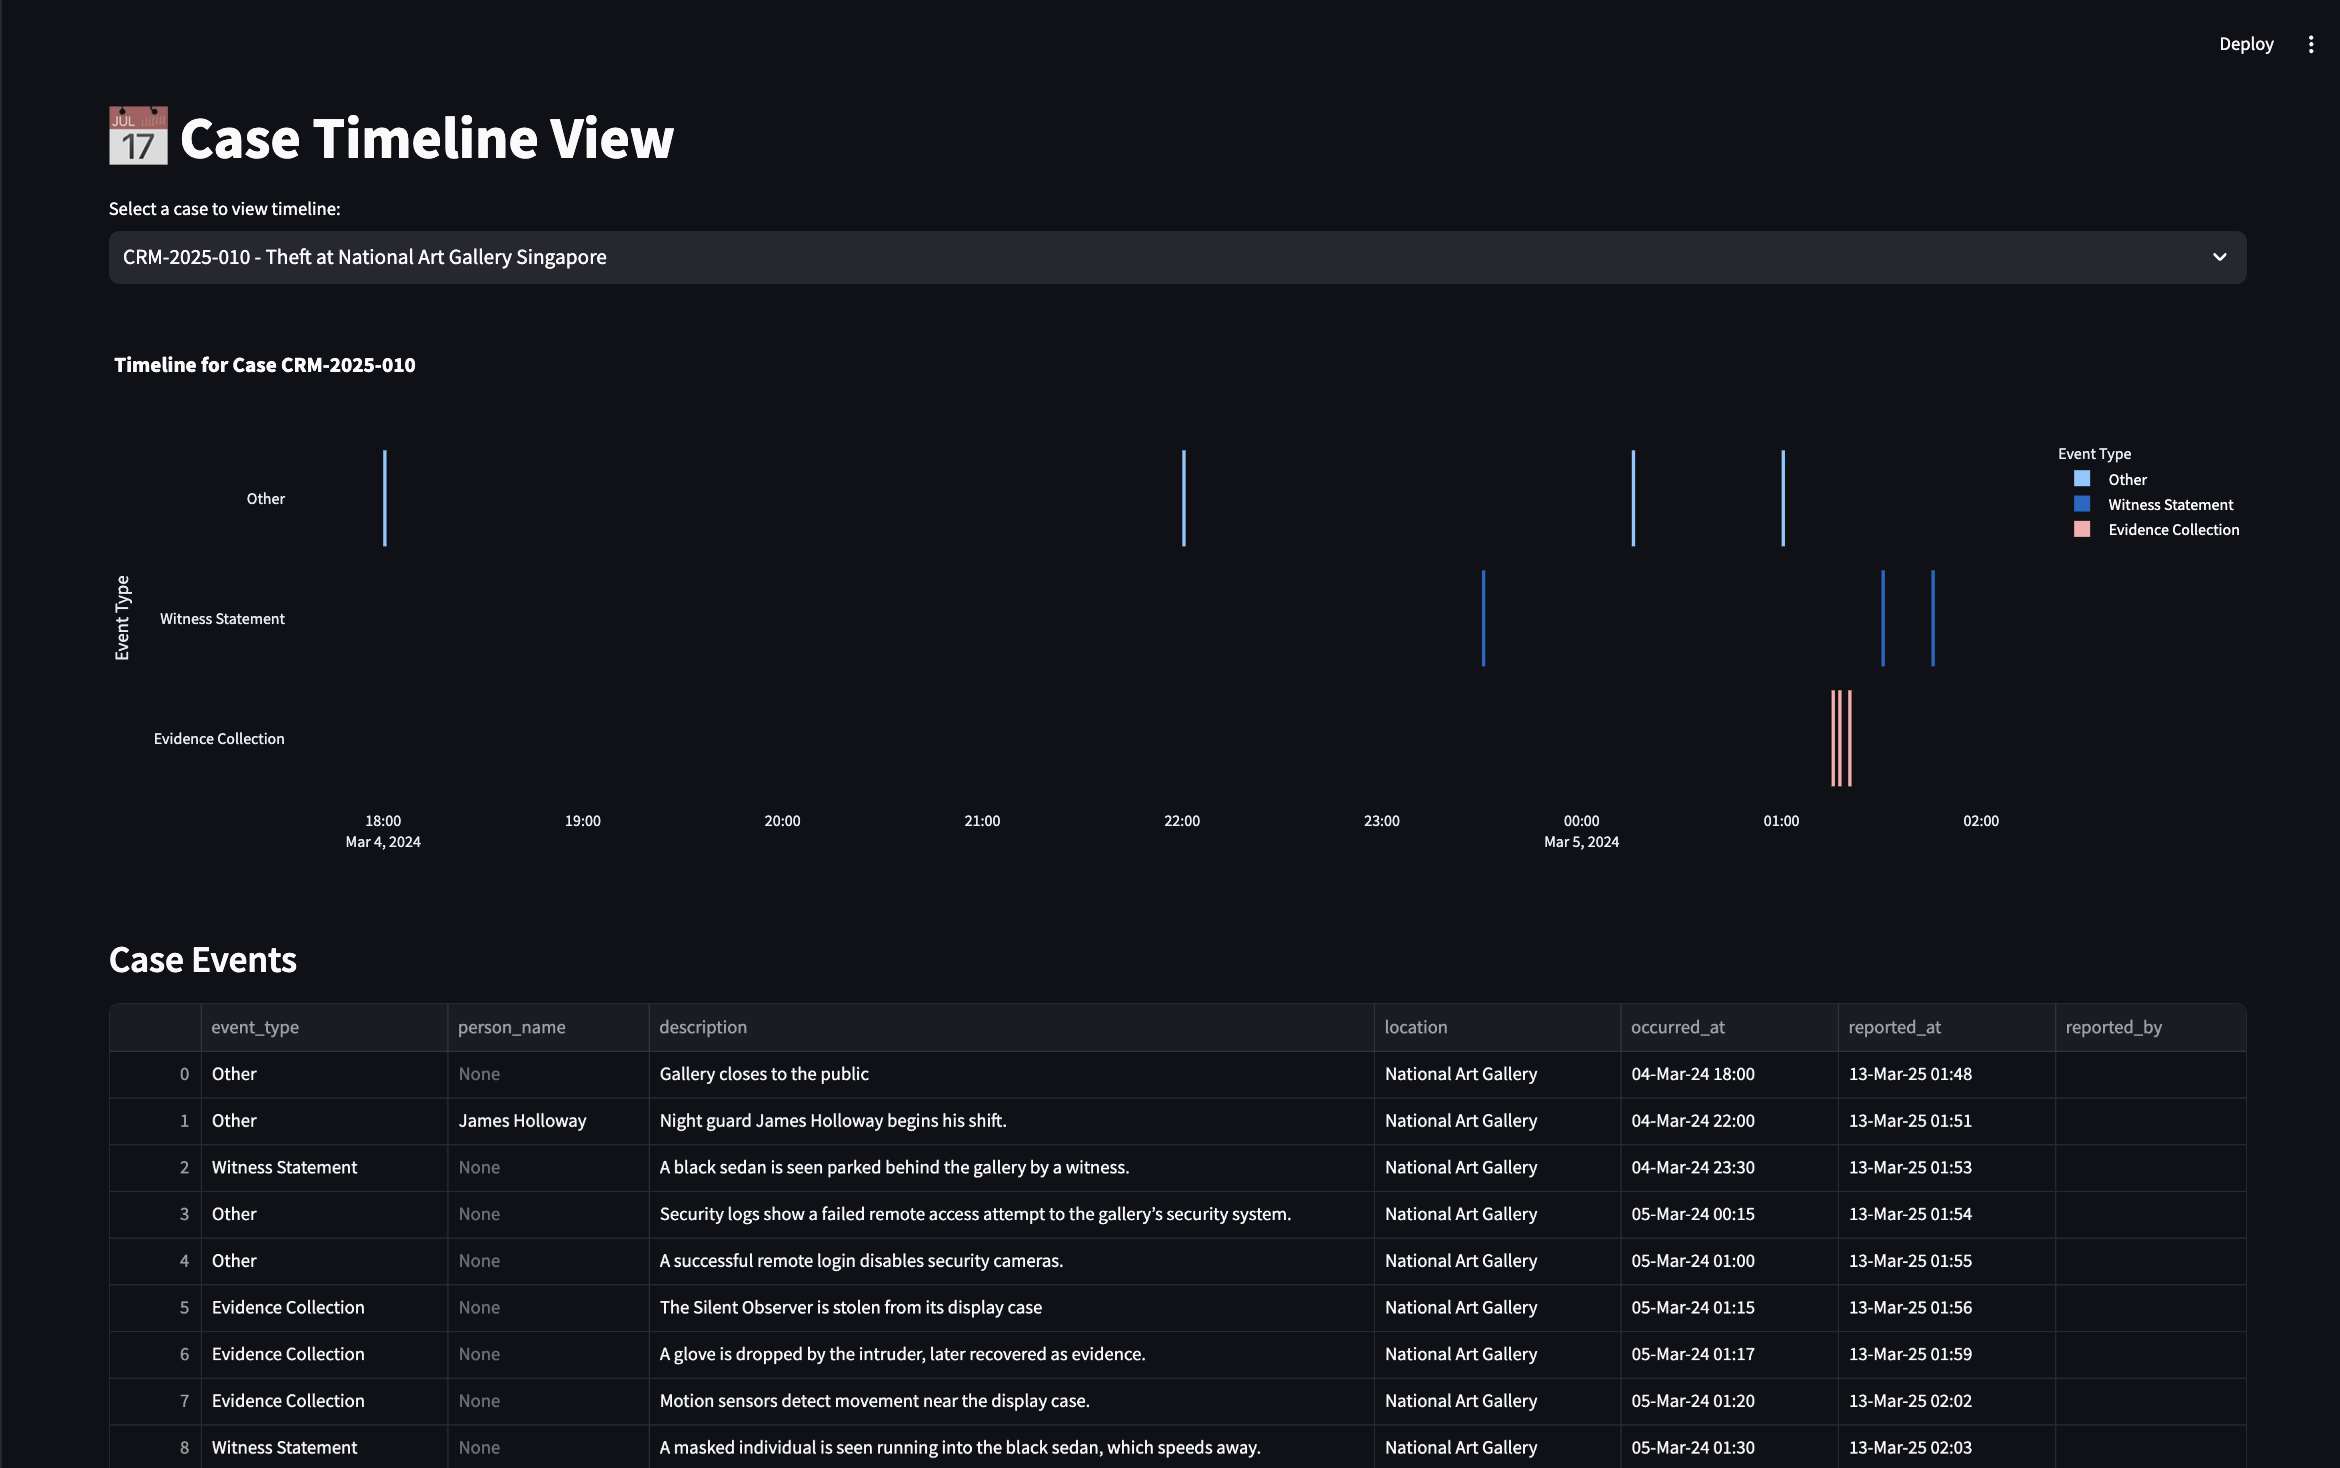 Deploy
JUL
17
Case Timeline View
Select a case to view timeline:
CRM-2025-010 - Theft at National Art Gallery Singapore
Timeline for Case CRM-2025-010
Event Type
Other
Witness Statement
Evidence Collection
Other
Witness Statement
Evidence Collection
Event Type
18:00 19:00 20:00 21:00 22:00 23:00 00:00 01:00 02:00
Mar 4, 2024 Mar 5, 2024
Case Events
event_type person_name description location occurred_at reported_at reported_by
0 Other None Gallery closes to the public National Art Gallery 04-Mar-24 18:00 13-Mar-25 01:48
1 Other James Holloway Night guard James Holloway begins his shift. National Art Gallery 04-Mar-24 22:00 13-Mar-25 01:51
2 Witness Statement None A black sedan is seen parked behind the gallery by a witness. National Art Gallery 04-Mar-24 23:30 13-Mar-25 01:53
3 Other None Security logs show a failed remote access attempt to the gallery’s security system. National Art Gallery 05-Mar-24 00:15 13-Mar-25 01:54
4 Other None A successful remote login disables security cameras. National Art Gallery 05-Mar-24 01:00 13-Mar-25 01:55
5 Evidence Collection None The Silent Observer is stolen from its display case National Art Gallery 05-Mar-24 01:15 13-Mar-25 01:56
6 Evidence Collection None A glove is dropped by the intruder, later recovered as evidence. National Art Gallery 05-Mar-24 01:17 13-Mar-25 01:59
7 Evidence Collection None Motion sensors detect movement near the display case. National Art Gallery 05-Mar-24 01:20 13-Mar-25 02:02
8 Witness Statement None A masked individual is seen running into the black sedan, which speeds away. National Art Gallery 05-Mar-24 01:30 13-Mar-25 02:03